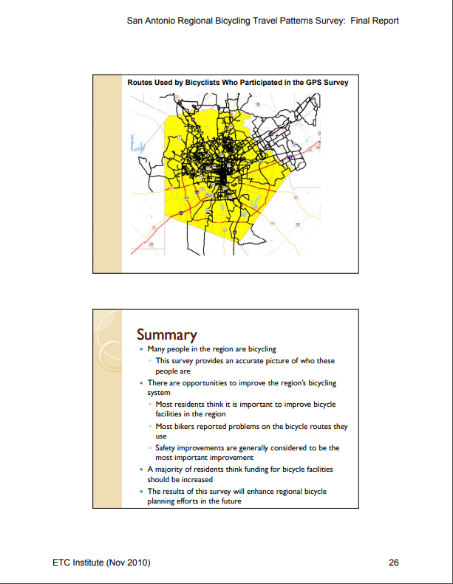 San Antonio Regional Bicycling Travel Patterns Survey:  Final Report
Routes Used by Bicyclists Who Participated in the GPS Survey
Summary
• Many people in the region are bicycling
◦ This survey provides an accurate picture of who these
people are
• There are opportunities to improve the region's bicycling
system
◦ Most residents think it is important to improve bicycle
facilities in the region
◦ Most bikers reported problems on the bicycle routes they
use
◦ Safety improvements are generally considered to be the
most important improvement
• A majority of residents think funding for bicycle facilities
should be increased
• The results of this survey will enhance regional bicycle
planning efforts in the future
ETC Institute (Nov 2010)
26